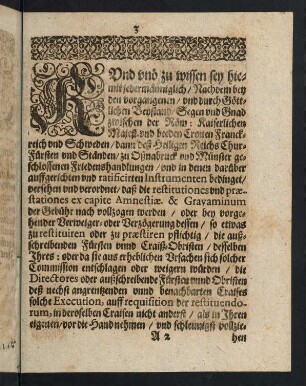 3
KUnd vnd zu wissen sey hie-
mit jedermänniglich / Nachdem bey
den vorgangenen / vnd durch Gött-
lichen Beystand / Segen vnd Gnad
zwischen der Röm: Kaiserlichen
Majest. vnd beeden Cronen Franck-
reich vnd Schweden / dann deß Heiligen Reichs Chur-
Fürsten vnd Ständen / zu Oßnabruck vnd Münster ge-
schlossenen Friedenshandlungen / vnd in denen darüber
auffgerichten vnd ratificirten Instrumenten bedinget /
versehen vnd verordnet / daß die restitutiones vnd præ-
stationes ex capite Amnestiæ & Gravaminum
der Gebühr nach vollzogen werden / oder bey vorge-
hender Verweiger- oder Verzögerung dessen / so etwas
zu restituiren oder zu præstiren pflichtig / die auß-
schreibenden Fürsten vnnd Craiß-Obristen / desselben
Ihres: oder da sie aus erheblichen Vrsachen sich solcher
Commission entschlagen oder weigern würden / die
Directores oder außschreibende Fürsten vnnd Obristen
deß nechst angrentzenden vnnd benachbarten Craises
solche Execution, auff requisition der restituendo-
rum, in deroselben Craisen nicht anderst / als in Ihren
eigenen / vor die Hand nehmen / vnd schleunigst vollzie-
A 2 hen